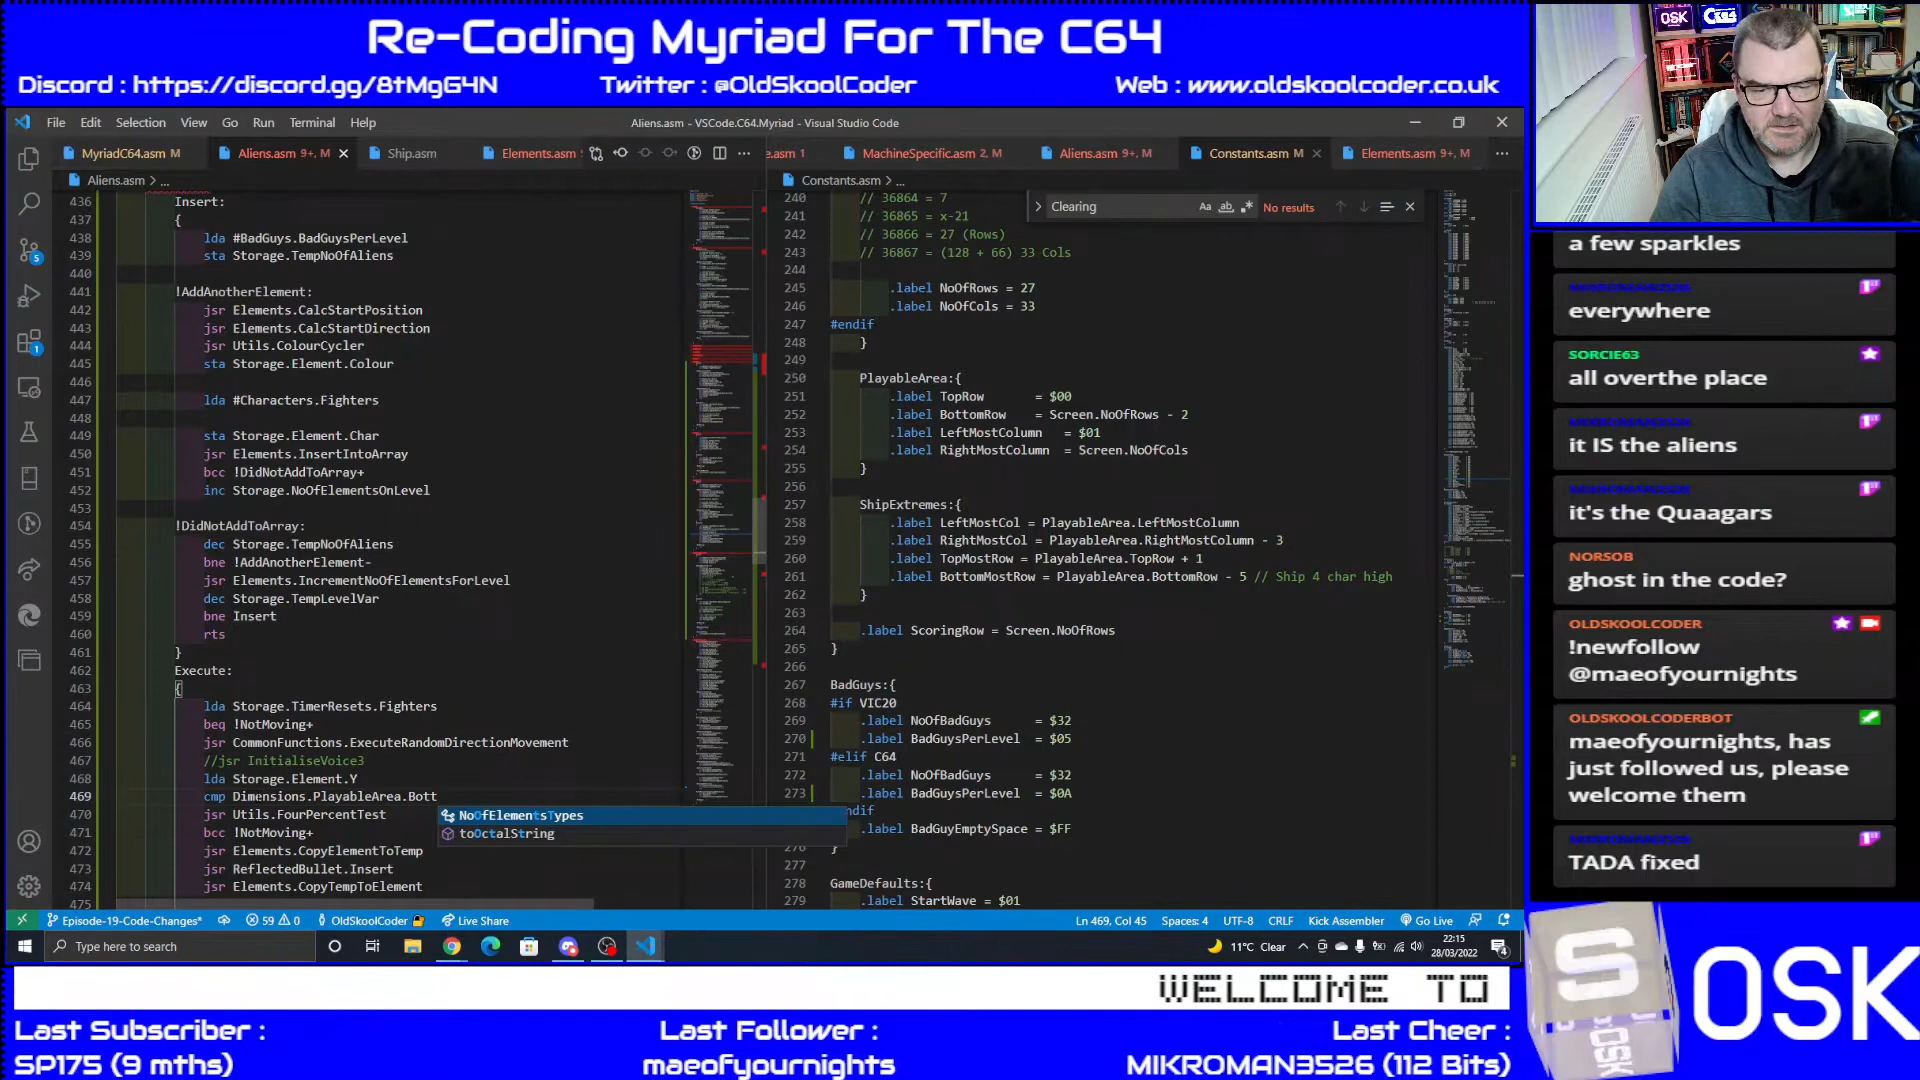 Re-Coding Myriad For The C64
Discord : https://discord.gg/8tMgG4N
Twitter : @OldSkoolCoder
Web : www.oldskoolcoder.co.uk
File Edit Selection View Go Run Terminal Help
Aliens.asm - VSCode.C64.Myriad - Visual Studio Code
MyriadC64.asm M
Aliens.asm 9+, M
Ship.asm
Elements.asm
e.asm 1
MachineSpecific.asm 2, M
Aliens.asm 9+, M
Constants.asm M
Elements.asm 9+, M
Aliens.asm > ...
Constants.asm > ...
Clearing
No results
436 Insert:
437 {
438 lda #BadGuys.BadGuysPerLevel
439 sta Storage.TempNoOfAliens
440
441 !AddAnotherElement:
442 jsr Elements.CalcStartPosition
443 jsr Elements.CalcStartDirection
444 jsr Utils.ColourCycler
445 sta Storage.Element.Colour
446
447 lda #Characters.Fighters
448
449 sta Storage.Element.Char
450 jsr Elements.InsertIntoArray
451 bcc !DidNotAddToArray+
452 inc Storage.NoOfElementsOnLevel
453
454 !DidNotAddToArray:
455 dec Storage.TempNoOfAliens
456 bne !AddAnotherElement-
457 jsr Elements.IncrementNoOfElementsForLevel
458 dec Storage.TempLevelVar
459 bne Insert
460 rts
461 }
462 Execute:
463 {
464 lda Storage.TimerResets.Fighters
465 beq !NotMoving+
466 jsr CommonFunctions.ExecuteRandomDirectionMovement
467 //jsr InitialiseVoice3
468 lda Storage.Element.Y
469 cmp Dimensions.PlayableArea.Bott
470 jsr Utils.FourPercentTest
471 bcc !NotMoving+
472 jsr Elements.CopyElementToTemp
473 jsr ReflectedBullet.Insert
474 jsr Elements.CopyTempToElement
475
NoOfElementsTypes
toOctalString
240 // 36864 = 7
241 // 36865 = x-21
242 // 36866 = 27 (Rows)
243 // 36867 = (128 + 66) 33 Cols
244
245 .label NoOfRows = 27
246 .label NoOfCols = 33
247 #endif
248 }
249
250 PlayableArea:{
251 .label TopRow = $00
252 .label BottomRow = Screen.NoOfRows - 2
253 .label LeftMostColumn = $01
254 .label RightMostColumn = Screen.NoOfCols
255 }
256
257 ShipExtremes:{
258 .label LeftMostCol = PlayableArea.LeftMostColumn
259 .label RightMostCol = PlayableArea.RightMostColumn - 3
260 .label TopMostRow = PlayableArea.TopRow + 1
261 .label BottomMostRow = PlayableArea.BottomRow - 5 // Ship 4 char high
262 }
263
264 .label ScoringRow = Screen.NoOfRows
265 }
266
267 BadGuys:{
268 #if VIC20
269 .label NoOfBadGuys = $32
270 .label BadGuysPerLevel = $05
271 #elif C64
272 .label NoOfBadGuys = $32
273 .label BadGuysPerLevel = $0A
ndif
.label BadGuyEmptySpace = $FF
276 }
277
278 GameDefaults:{
279 .label StartWave = $01
Episode-19-Code-Changes*
59 0
OldSkoolCoder
Live Share
Ln 469, Col 45
Spaces: 4
UTF-8
CRLF
Kick Assembler
Go Live
Type here to search
11°C Clear
22:15
28/03/2022
a few sparkles
everywhere
SORCIE63
all overthe place
it IS the aliens
it's the Quaagars
NORSOB
ghost in the code?
OLDSKOOLCODER
!newfollow
@maeofyournights
OLDSKOOLCODERBOT
maeofyournights, has
just followed us, please
welcome them
TADA fixed
WELCOME TO
Last Subscriber :
SP175 (9 mths)
Last Follower :
maeofyournights
Last Cheer :
MIKROMAN3526 (112 Bits)
S
OSK
OSK